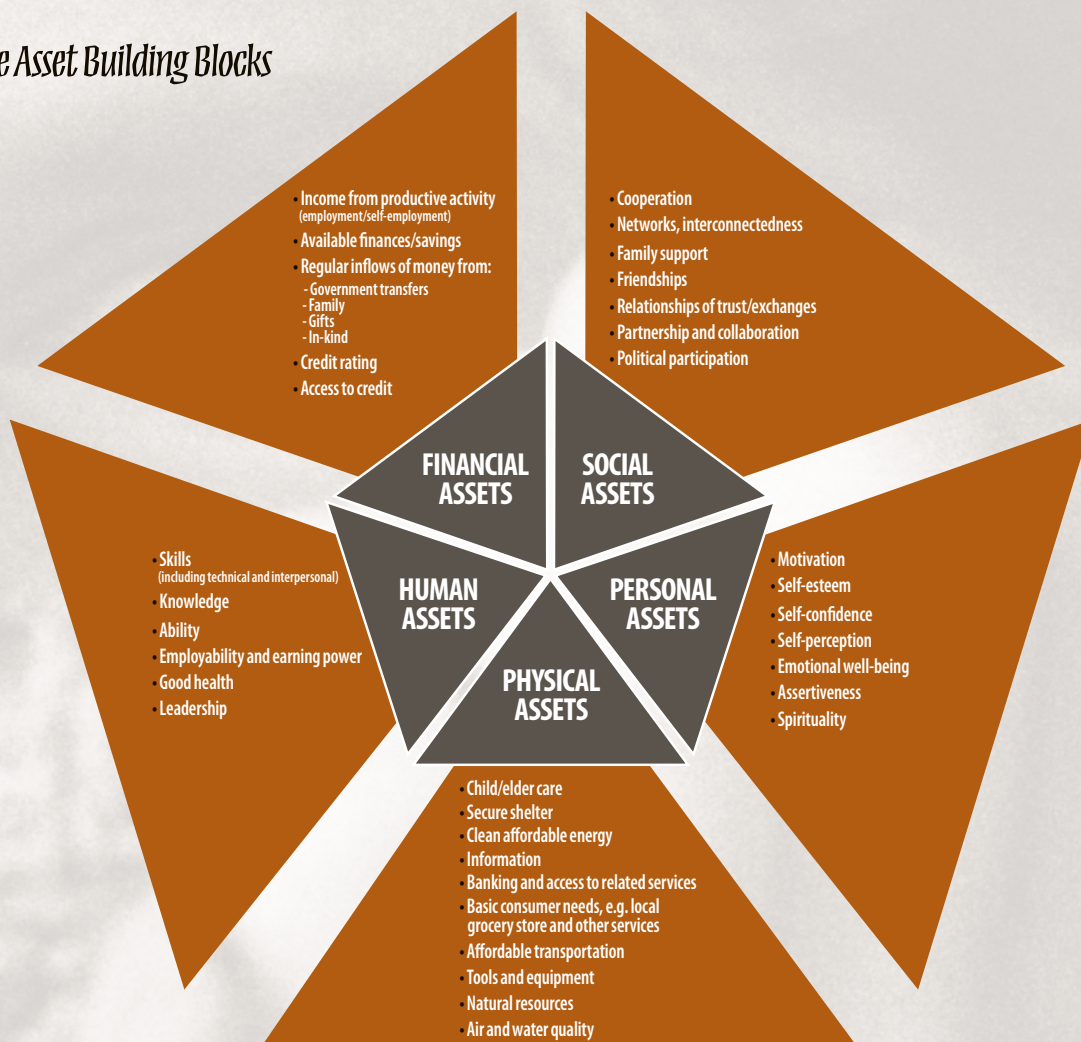 e Asset Building Blocks
• Income from productive activity
(employment/self-employment)
• Available finances/savings
• Regular inflows of money from:
- Government transfers
- Family
- Gifts
- In-kind
• Credit rating
• Access to credit
• Cooperation
• Networks, interconnectedness
• Family support
• Friendships
• Relationships of trust/exchanges
• Partnership and collaboration
• Political participation
FINANCIAL
ASSETS
SOCIAL
ASSETS
• Skills
(including technical and interpersonal)
• Knowledge
• Ability
• Employability and earning power
• Good health
• Leadership
HUMAN
ASSETS
PERSONAL
ASSETS
• Motivation
• Self-esteem
• Self-confidence
• Self-perception
• Emotional well-being
• Assertiveness
• Spirituality
PHYSICAL
ASSETS
• Child/elder care
• Secure shelter
• Clean affordable energy
• Information
• Banking and access to related services
• Basic consumer needs, e.g. local
grocery store and other services
• Affordable transportation
• Tools and equipment
• Natural resources
• Air and water quality